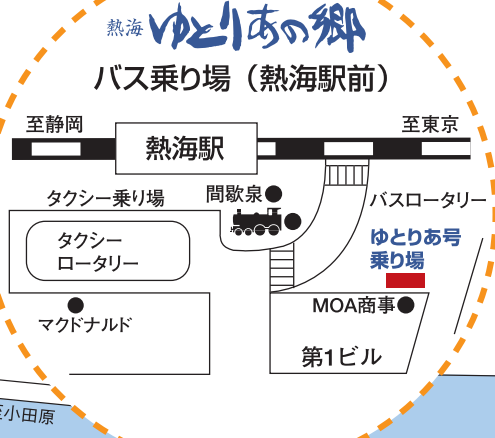 熱海 ゆとりあの郷
バス乗り場（熱海駅前）
至静岡
至東京
熱海駅
タクシー乗り場
間歇泉
バスロータリー
タクシー
ロータリー
ゆとりあ号
乗り場
MOA商事
マクドナルド
第1ビル
至小田原